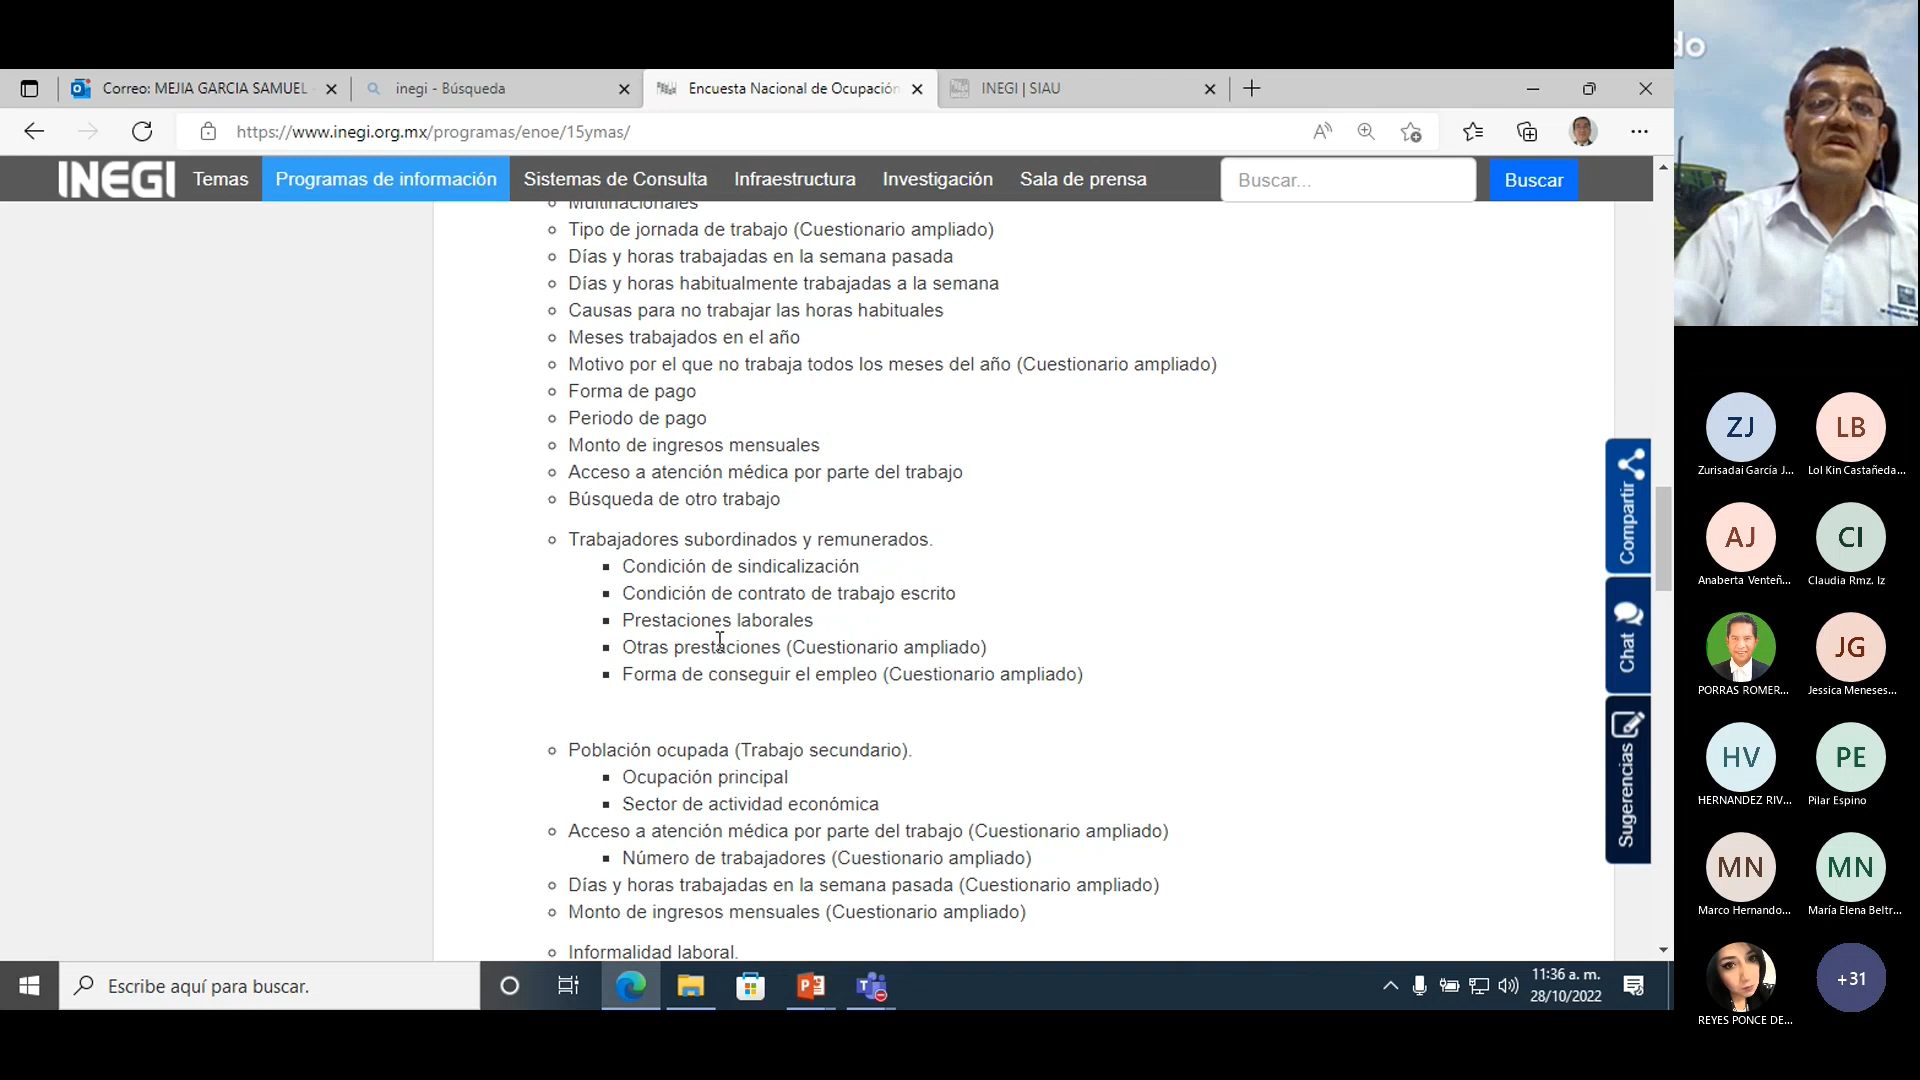 do
Correo: MEJIA GARCIA SAMUEL
inegi - Búsqueda
Encuesta Nacional de Ocupación
INEGI | SIAU
https://www.inegi.org.mx/programas/enoe/15ymas/
INEGI
Temas
Programas de información
Sistemas de Consulta
Infraestructura
Investigación
Sala de prensa
Buscar...
Buscar
Multinacionales
Tipo de jornada de trabajo (Cuestionario ampliado)
Días y horas trabajadas en la semana pasada
Días y horas habitualmente trabajadas a la semana
Causas para no trabajar las horas habituales
Meses trabajados en el año
Motivo por el que no trabaja todos los meses del año (Cuestionario ampliado)
Forma de pago
Periodo de pago
Monto de ingresos mensuales
Acceso a atención médica por parte del trabajo
Búsqueda de otro trabajo
Trabajadores subordinados y remunerados.
Condición de sindicalización
Condición de contrato de trabajo escrito
Prestaciones laborales
Otras prestaciones (Cuestionario ampliado)
Forma de conseguir el empleo (Cuestionario ampliado)
Población ocupada (Trabajo secundario).
Ocupación principal
Sector de actividad económica
Acceso a atención médica por parte del trabajo (Cuestionario ampliado)
Número de trabajadores (Cuestionario ampliado)
Días y horas trabajadas en la semana pasada (Cuestionario ampliado)
Monto de ingresos mensuales (Cuestionario ampliado)
Informalidad laboral.
Compartir
Chat
Sugerencias
Escribe aquí para buscar.
11:36 a. m.
28/10/2022
ZJ
Zurisadai García J...
LB
Lol Kin Castañeda...
AJ
Anaberta Venteñ...
CI
Claudia Rmz. Iz
PORRAS ROMER...
JG
Jessica Meneses...
HV
HERNANDEZ RIV...
PE
Pilar Espino
MN
Marco Hernando...
MN
María Elena Beltr...
REYES PONCE DE...
+31